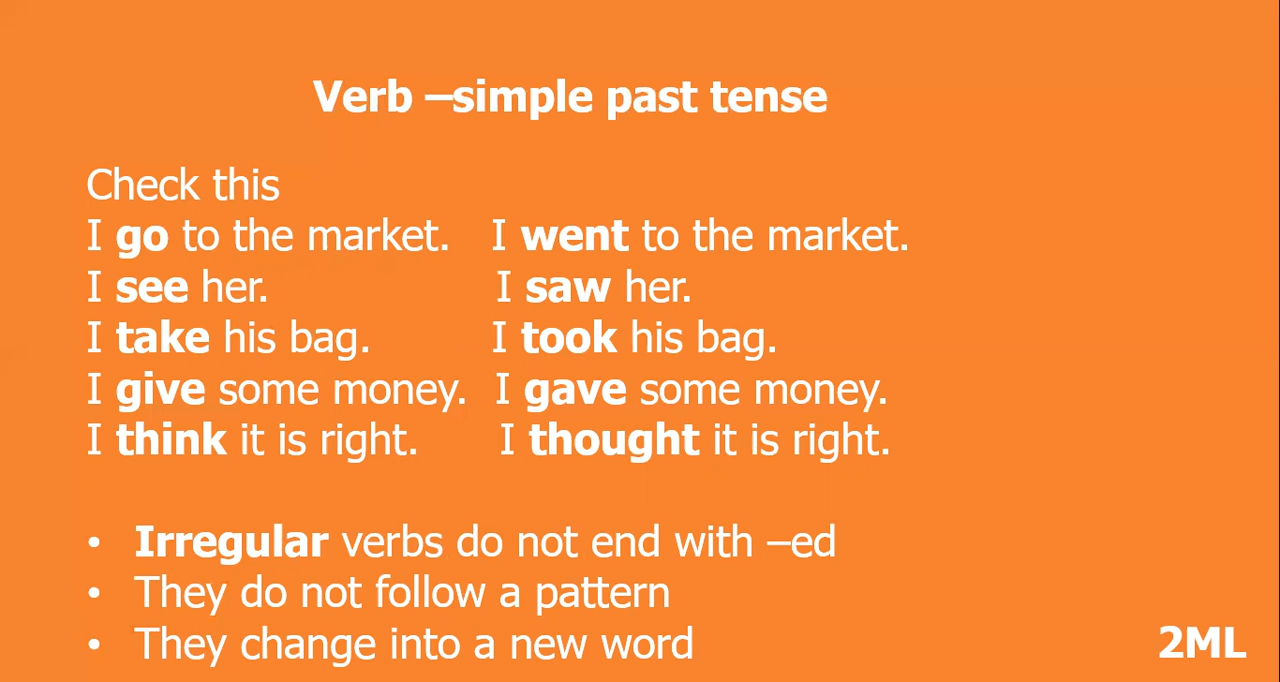 Verb –simple past tense
Check this
I go to the market. I went to the market.
I see her. I saw her.
I take his bag. I took his bag.
I give some money. I gave some money.
I think it is right. I thought it is right.
• Irregular verbs do not end with –ed
• They do not follow a pattern
• They change into a new word
2ML